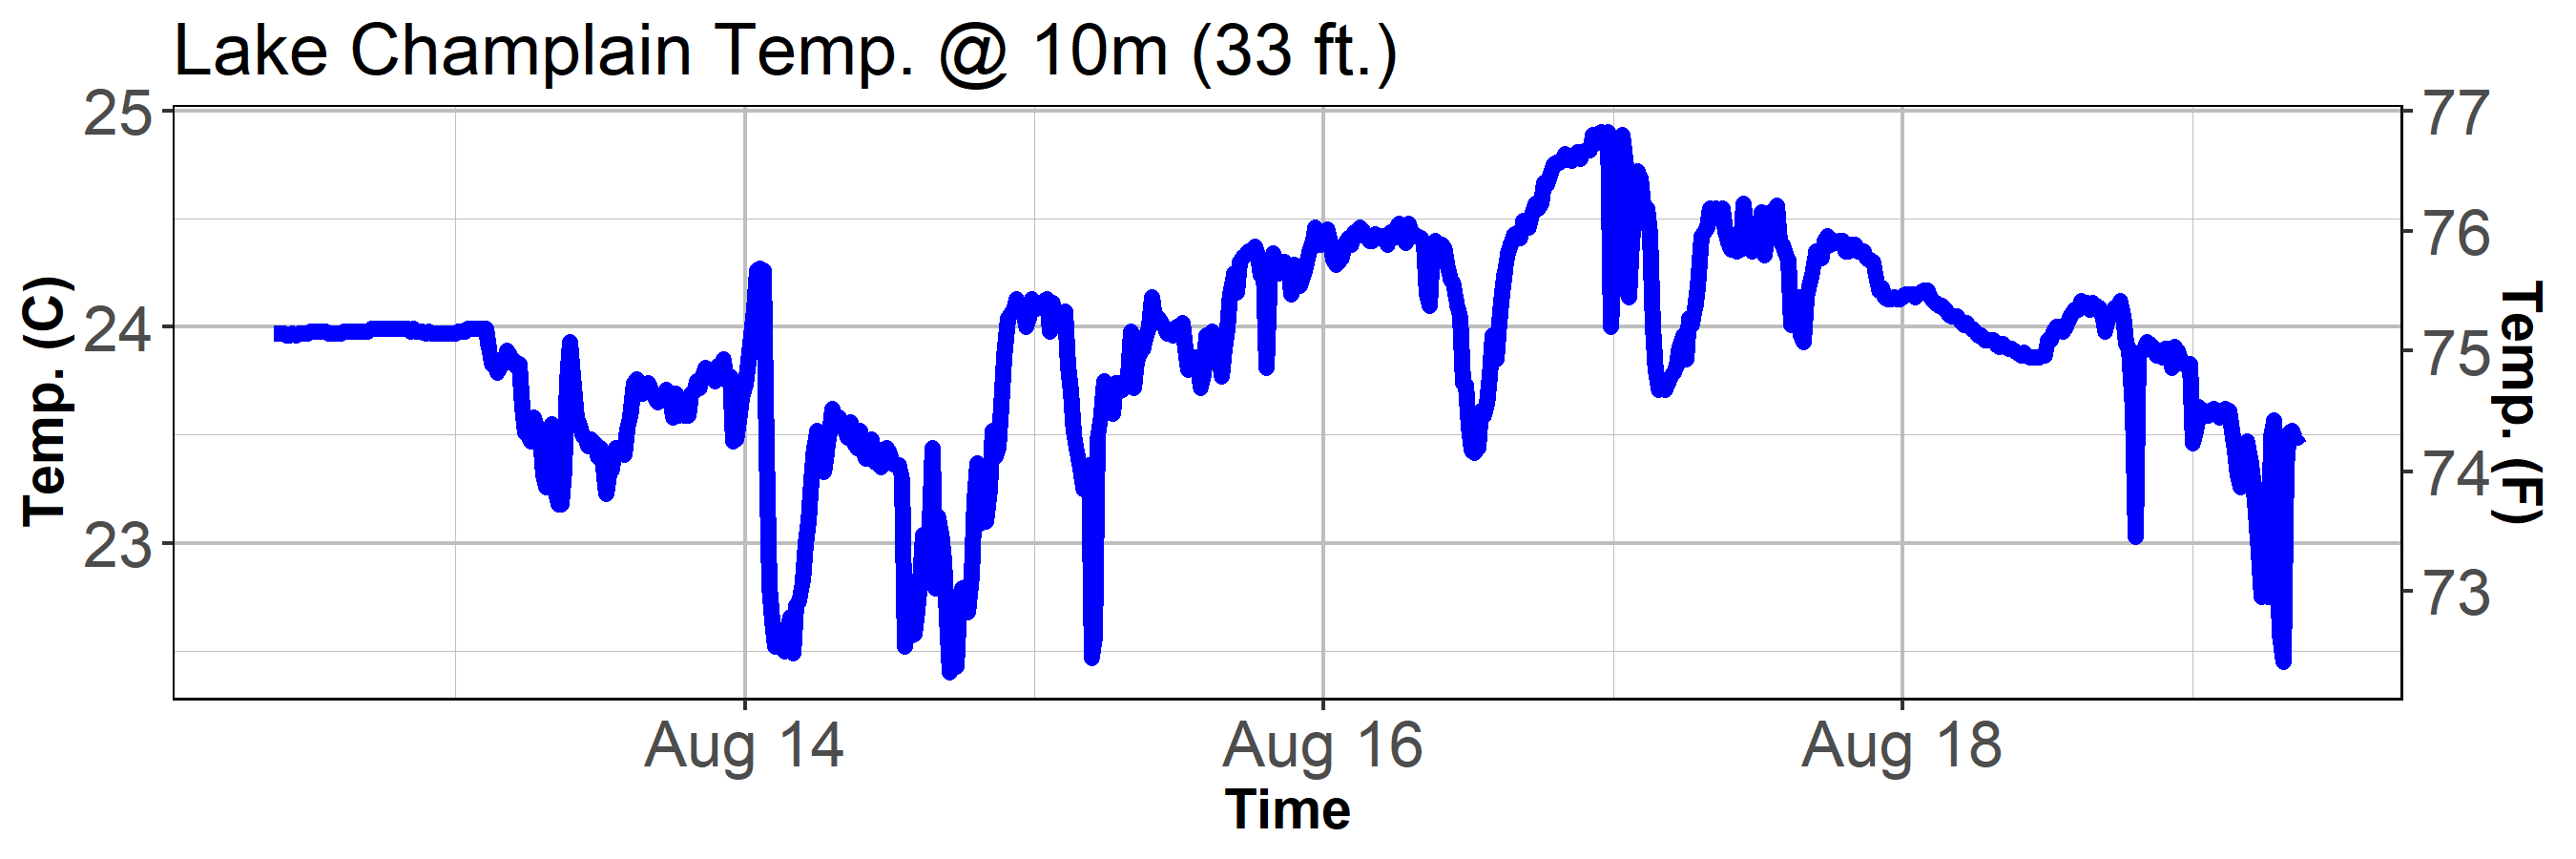 Lake Champlain Temp. @ 10m (33 ft.)
25
24
23
Temp. (C)
77
76
75
74
73
Temp. (F)
Aug 14
Aug 16
Aug 18
Time